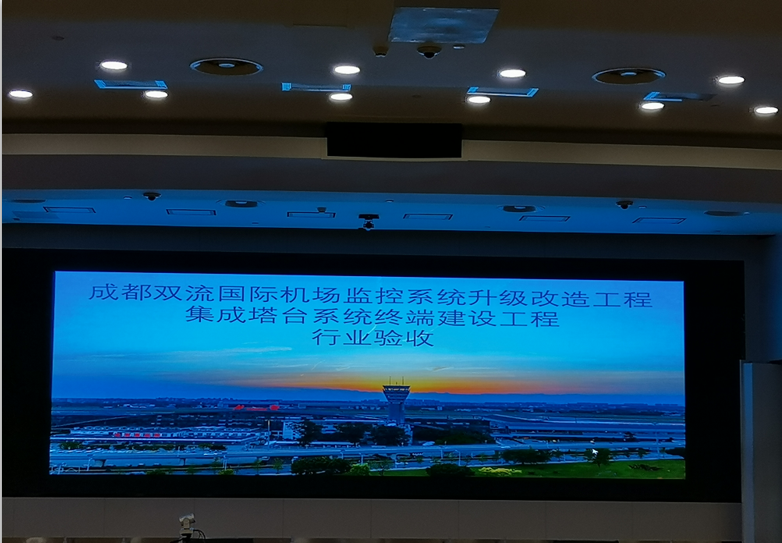 成都双流国际机场监控系统升级改造工程
集成塔台系统终端建设工程
行业验收